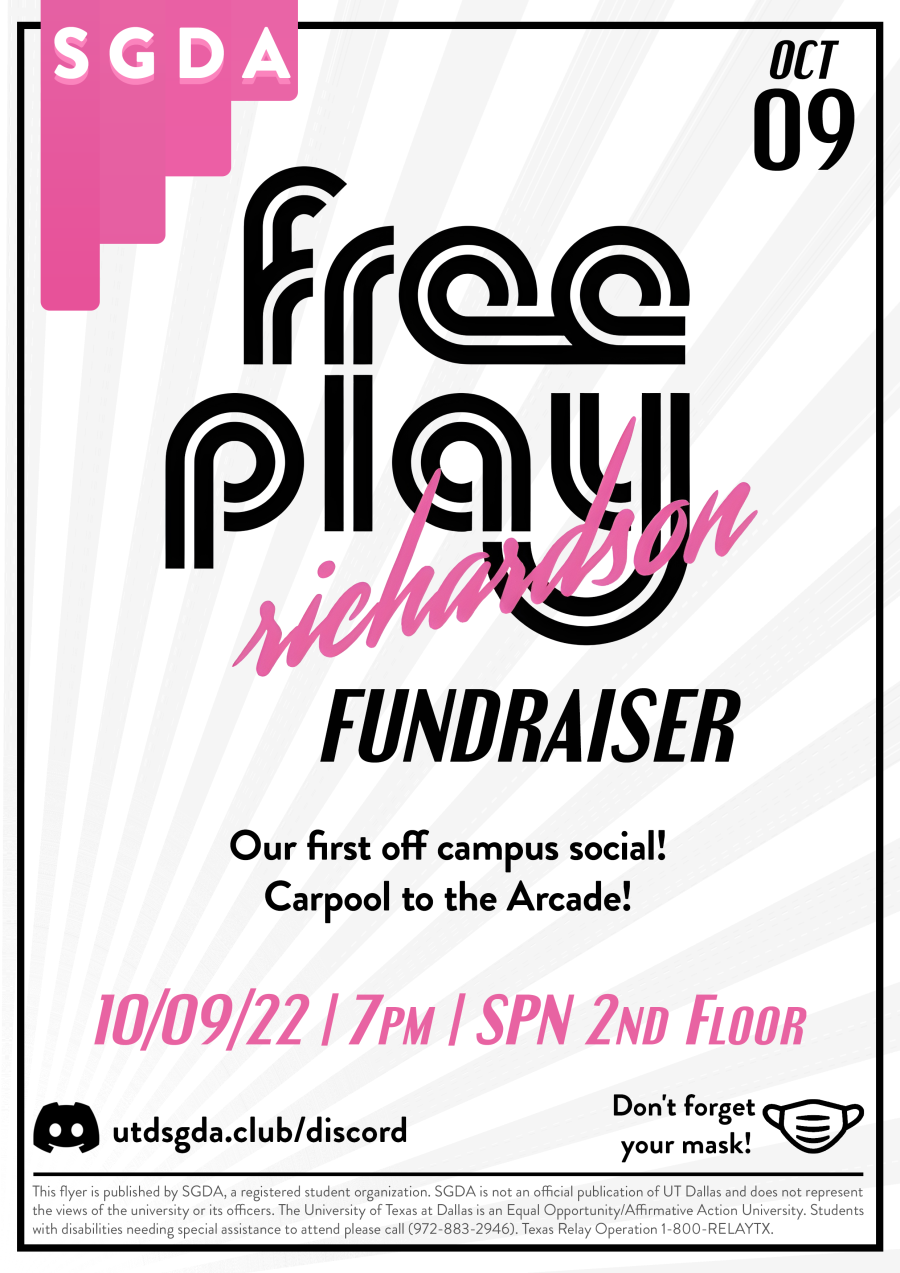 SGDA
OCT
09
free
play
richardson
FUNDRAISER
Our first off campus social!
Carpool to the Arcade!
10/09/22 | 7PM | SPN 2ND FLOOR
utdsgda.club/discord
Don't forget
your mask!
This flyer is published by SGDA, a registered student organization. SGDA is not an official publication of UT Dallas and does not represent
the views of the university or its officers. The University of Texas at Dallas is an Equal Opportunity/Affirmative Action University. Students
with disabilities needing special assistance to attend please call (972-883-2946). Texas Relay Operation 1-800-RELAYTX.